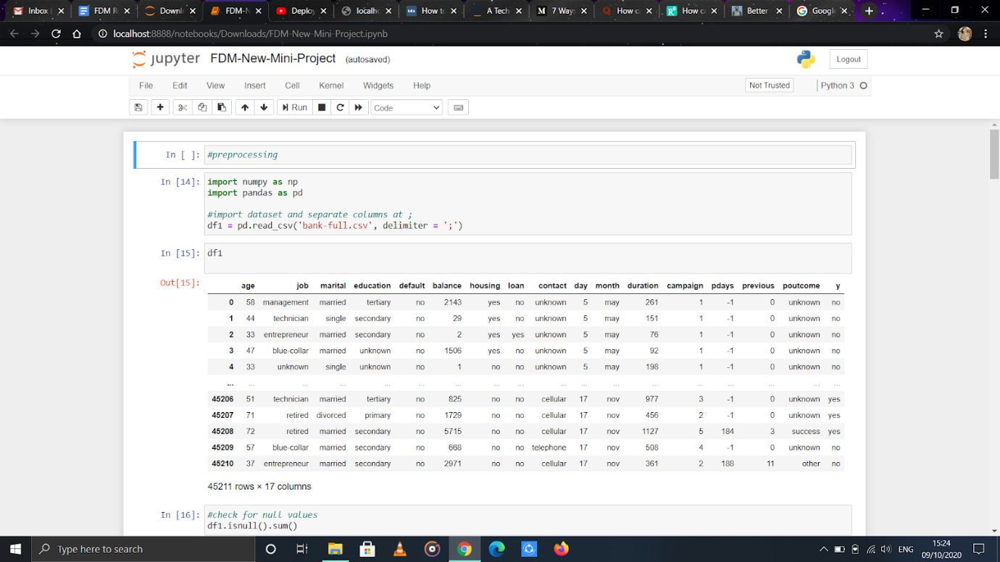 Inbox (
FDM R
Downl
FDM-N
Deploy
localh
tds
How to
A Tech
M
7 Way
Q
How c
How c
Better
Google
localhost:8888/notebooks/Downloads/FDM-New-Mini-Project.ipynb
jupyter FDM-New-Mini-Project (autosaved)
Logout
File Edit View Insert Cell Kernel Widgets Help
Not Trusted
Python 3
Run
Code
In [ ]: #preprocessing
In [14]: import numpy as np
import pandas as pd
#import dataset and separate columns at ;
df1 = pd.read_csv('bank-full.csv', delimiter = ';')
In [15]: df1
Out[15]:
age job marital education default balance housing loan contact day month duration campaign pdays previous poutcome y
0 58 management married tertiary no 2143 yes no unknown 5 may 261 1 -1 0 unknown no
1 44 technician single secondary no 29 yes no unknown 5 may 151 1 -1 0 unknown no
2 33 entrepreneur married secondary no 2 yes yes unknown 5 may 76 1 -1 0 unknown no
3 47 blue-collar married unknown no 1506 yes no unknown 5 may 92 1 -1 0 unknown no
4 33 unknown single unknown no 1 no no unknown 5 may 198 1 -1 0 unknown no
... ... ... ... ... ... ... ... ... ... ... ... ... ... ... ... ... ...
45206 51 technician married tertiary no 825 no no cellular 17 nov 977 3 -1 0 unknown yes
45207 71 retired divorced primary no 1729 no no cellular 17 nov 456 2 -1 0 unknown yes
45208 72 retired married secondary no 5715 no no cellular 17 nov 1127 5 184 3 success yes
45209 57 blue-collar married secondary no 668 no no telephone 17 nov 508 4 -1 0 unknown no
45210 37 entrepreneur married secondary no 2971 no no cellular 17 nov 361 2 188 11 other no
45211 rows × 17 columns
In [16]: #check for null values
df1.isnull().sum()
Type here to search
ENG
15:24
09/10/2020